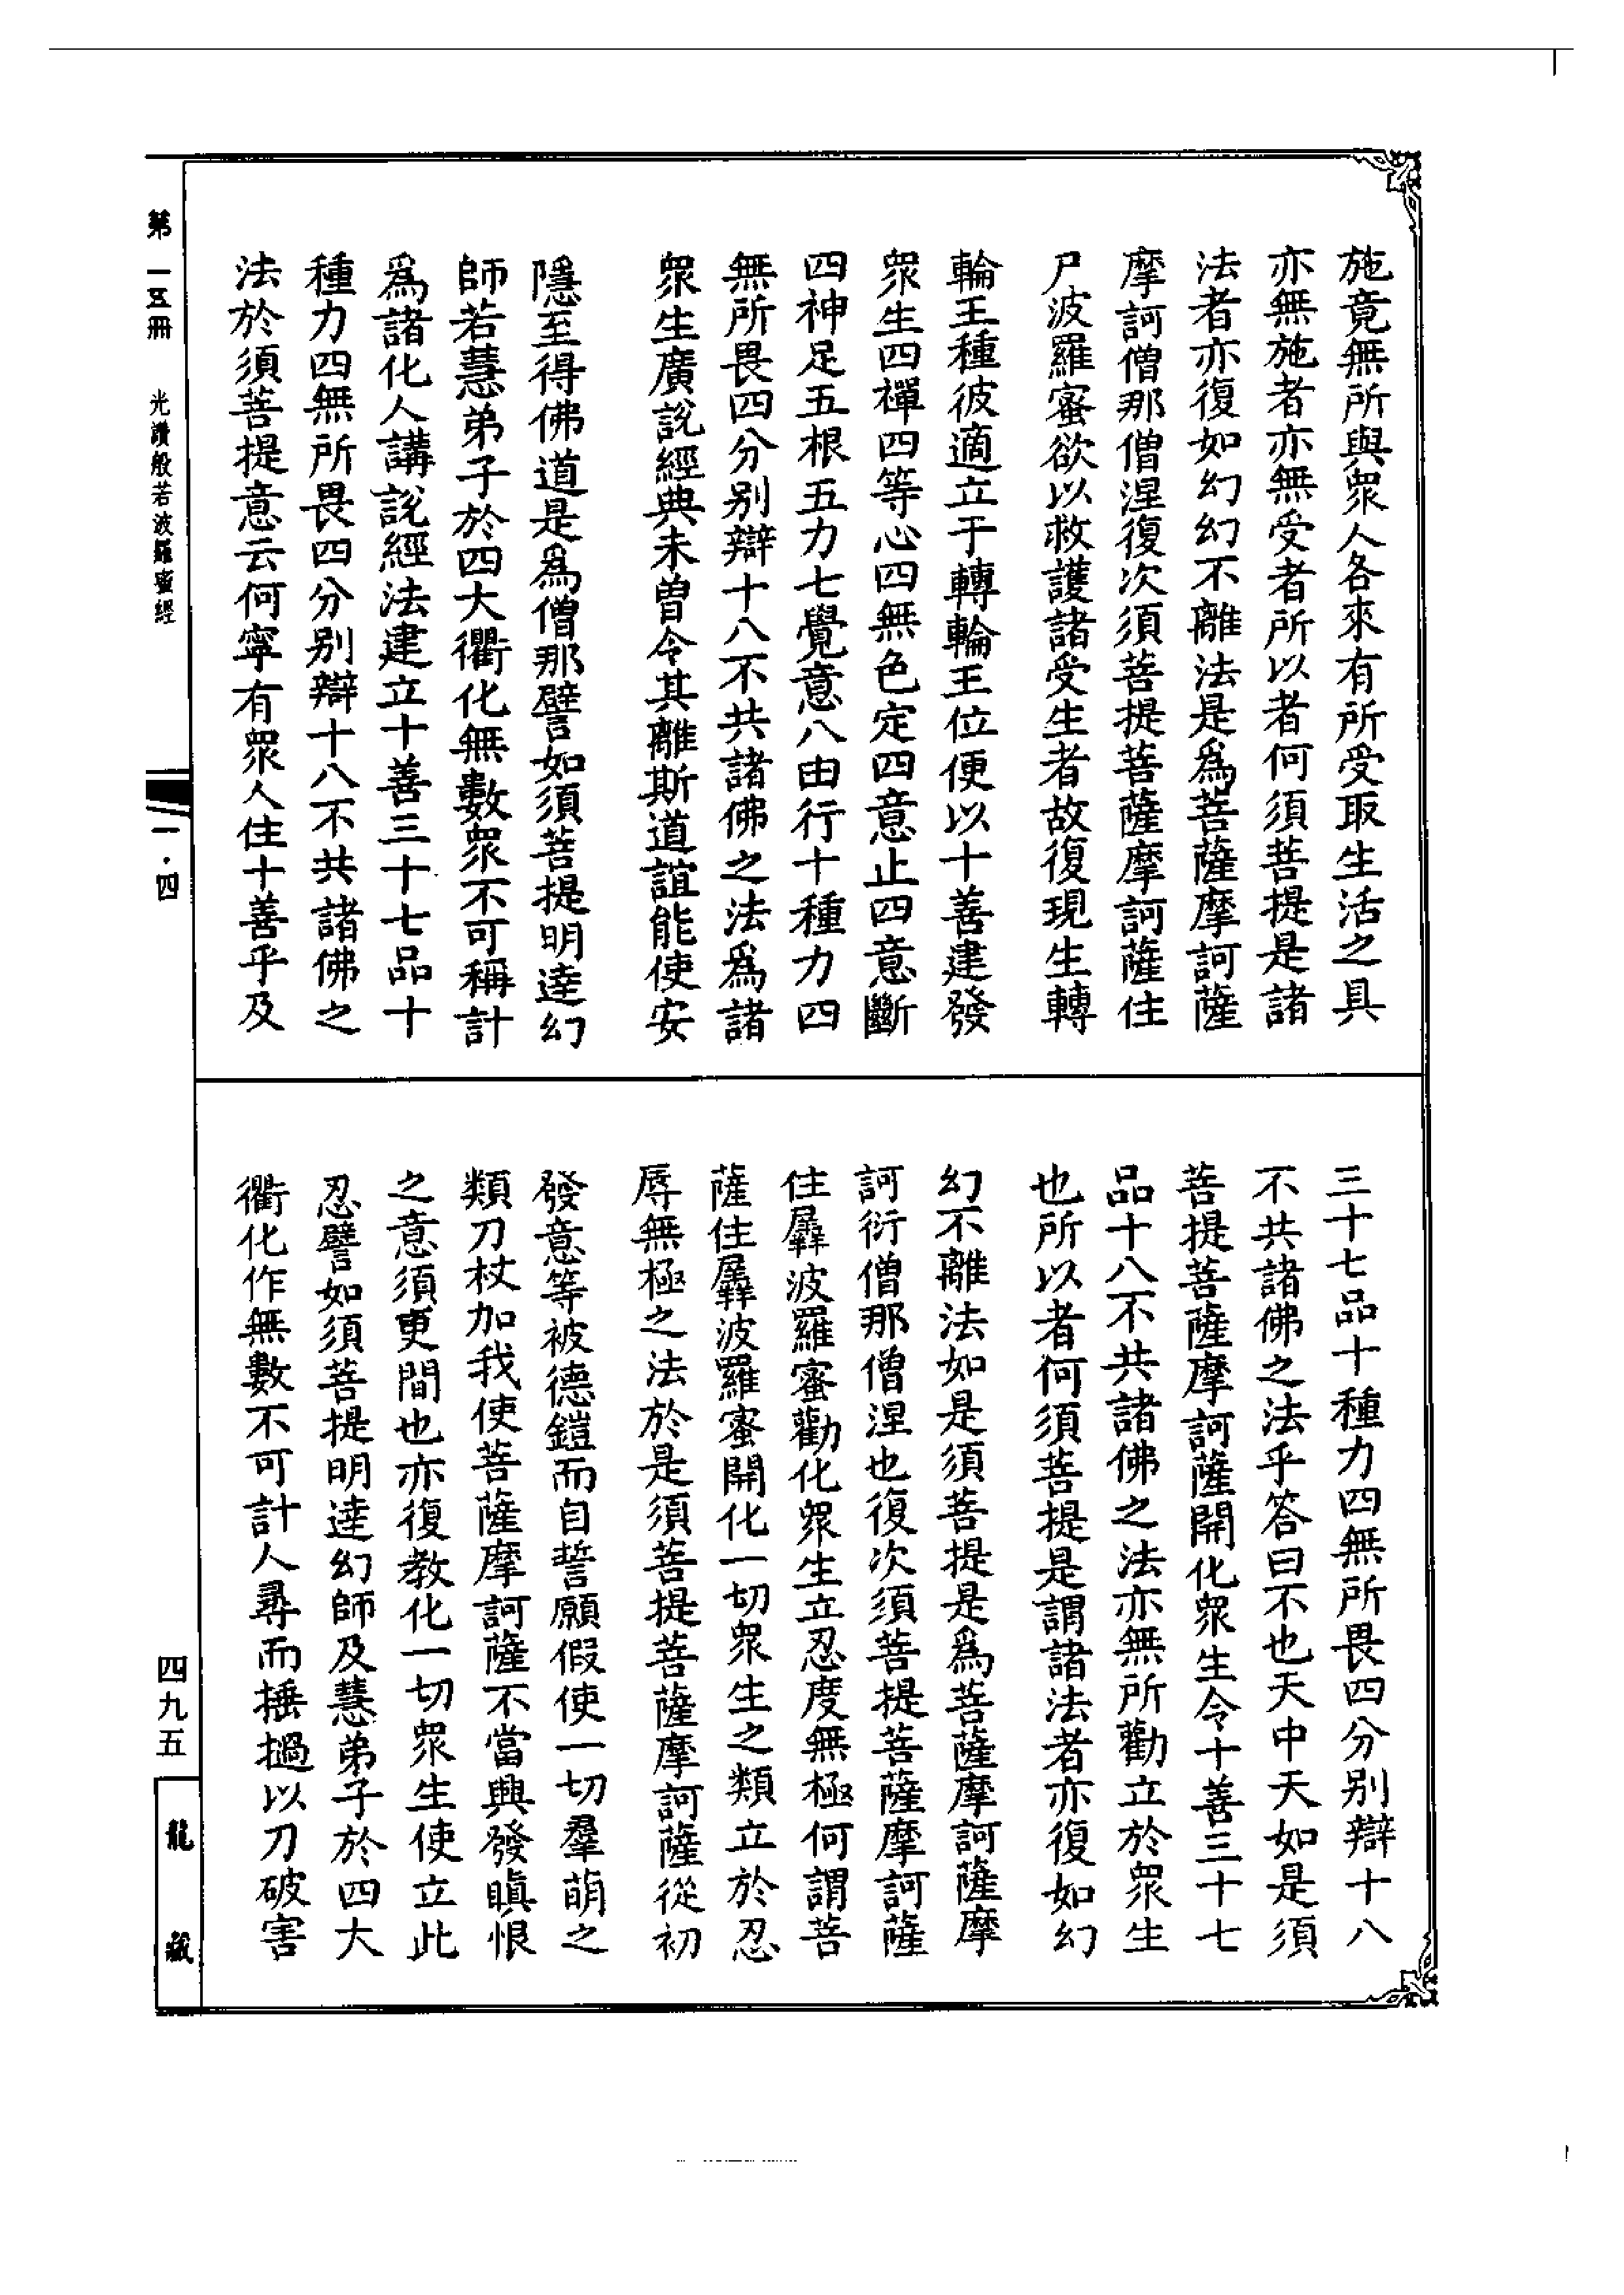 施竟無所與衆人各來有所受取生活之具
亦無施者亦無受者所以者何須菩提是諸
法者亦復如幻幻不離法是爲菩薩摩訶薩
摩訶僧那僧涅復次須菩提菩薩摩訶薩住
尸波羅蜜欲以救護諸受生者故復現生轉
輪王種彼適立于轉輪王位便以十善建發
衆生四禪四等心四無色定四意止四意斷
四神足五根五力七覺意八由行十種力四
無所畏四分别辯十八不共諸佛之法爲諸
衆生廣說經典未曾令其離斯道誼能使安
隱至得佛道是爲僧那譬如須菩提明達幻
師若慧弟子於四大衢化無數衆不可稱計
爲諸化人講說經法建立十善三十七品十
種力四無所畏四分别辯十八不共諸佛之
法於須菩提意云何寧有衆人住十善乎及
三十七品十種力四無所畏四分别辯十八
不共諸佛之法乎答曰不也天中天如是須
菩提菩薩摩訶薩開化衆生令十善三十七
品十八不共諸佛之法亦無所勸立於衆生
也所以者何須菩提是謂諸法者亦復如幻
幻不離法如是須菩提是爲菩薩摩訶薩摩
訶衍僧那僧涅也復次須菩提菩薩摩訶薩
住羼波羅蜜勸化衆生立忍度無極何謂菩
薩住羼波羅蜜開化一切衆生之類立於忍
辱無極之法於是須菩提菩薩摩訶薩從初
發意等被德鎧而自誓願假使一切羣萌之
類刀杖加我使菩薩摩訶薩不當興發瞋恨
之意須更間也亦復教化一切衆生使立此
忍譬如須菩提明達幻師及慧弟子於四大
衢化作無數不可計人尋而捶撾以刀破害
第一五冊 光讚般若波羅蜜經
一·四
四九五
龍藏